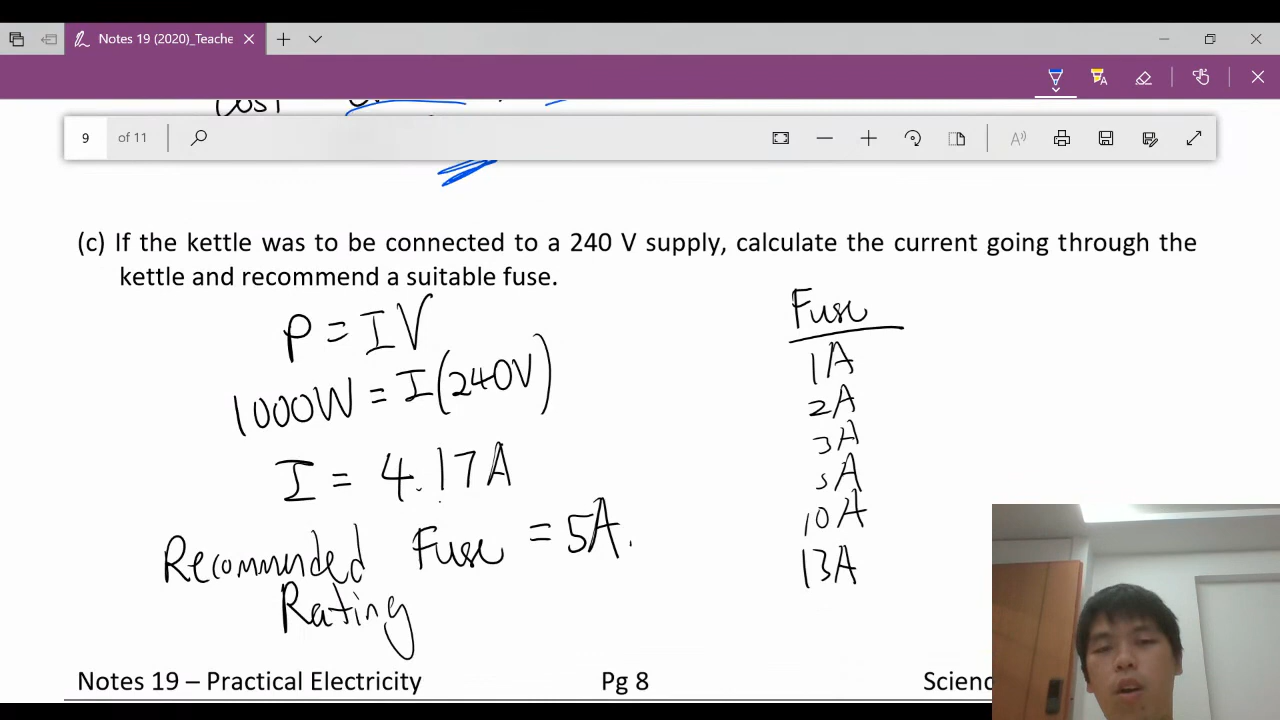 Notes 19 (2020)_Teache
Cost
9 of 11
(c) If the kettle was to be connected to a 240 V supply, calculate the current going through the
kettle and recommend a suitable fuse.
P = IV
1000W = I(240V)
I = 4.17A
Recommended Fuse = 5A.
Rating
Fuse
1A
2A
3A
5A
10A
13A
Notes 19 – Practical Electricity
Pg 8
Scienc